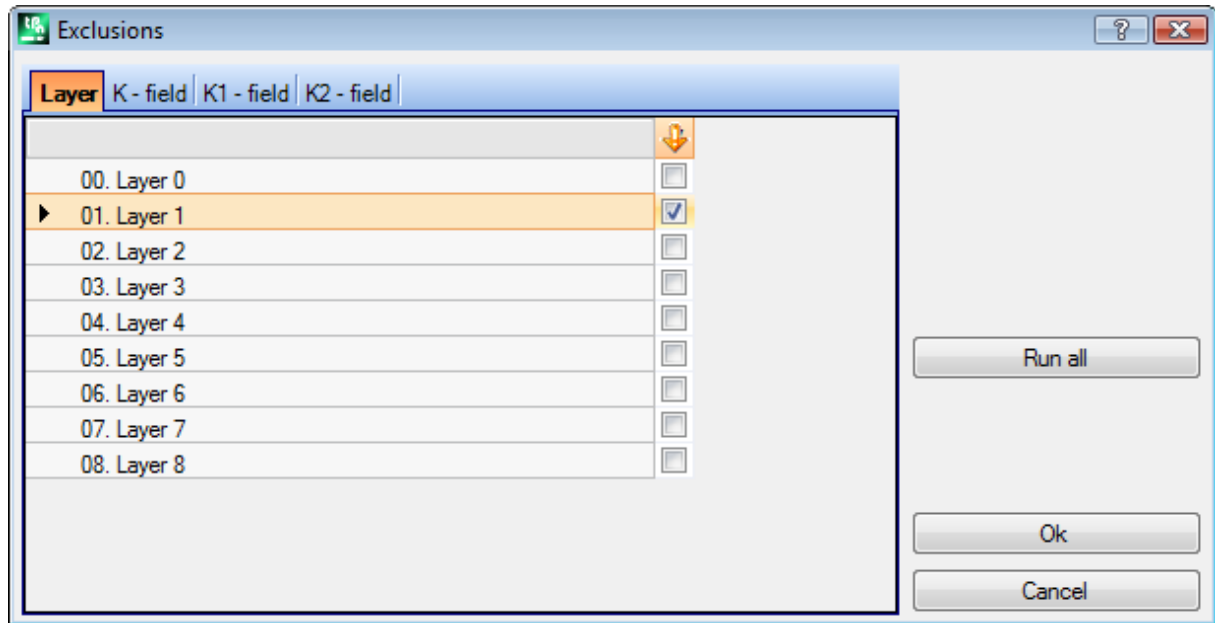 Exclusions
Layer K - field K1 - field K2 - field
00. Layer 0
01. Layer 1
02. Layer 2
03. Layer 3
04. Layer 4
05. Layer 5
Run all
06. Layer 6
07. Layer 7
08. Layer 8
Ok
Cancel